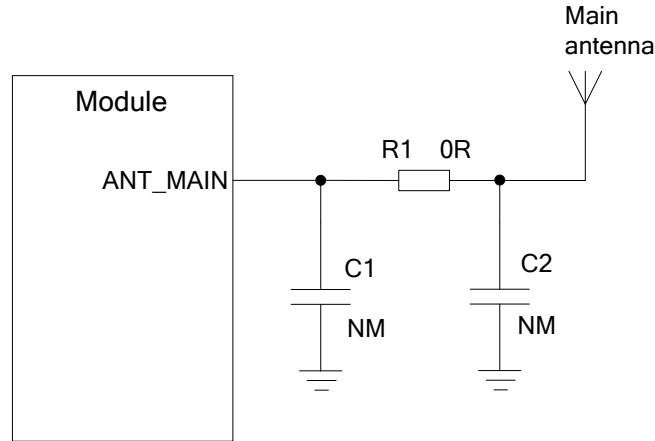 Main
antenna
Module
R1 0R
ANT_MAIN
C1
C2
NM
NM